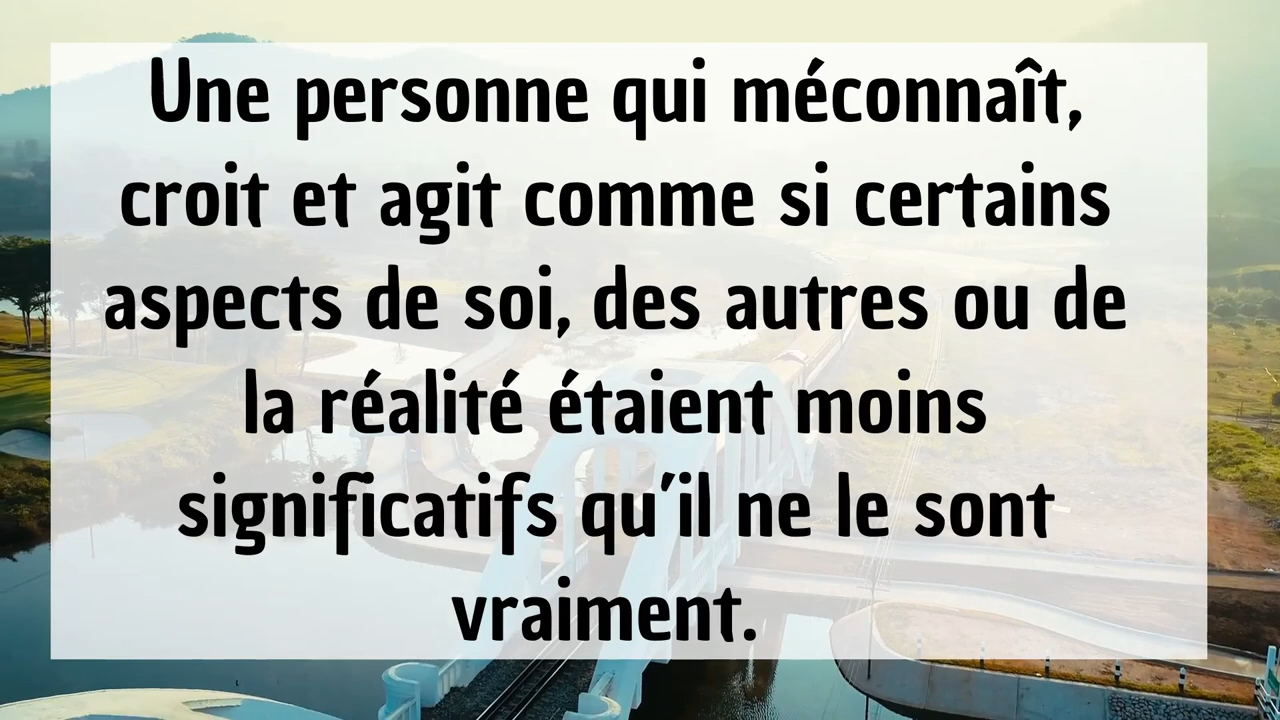 Une personne qui méconnaît,
croit et agit comme si certains
aspects de soi, des autres ou de
la réalité étaient moins
significatifs qu'il ne le sont
vraiment.